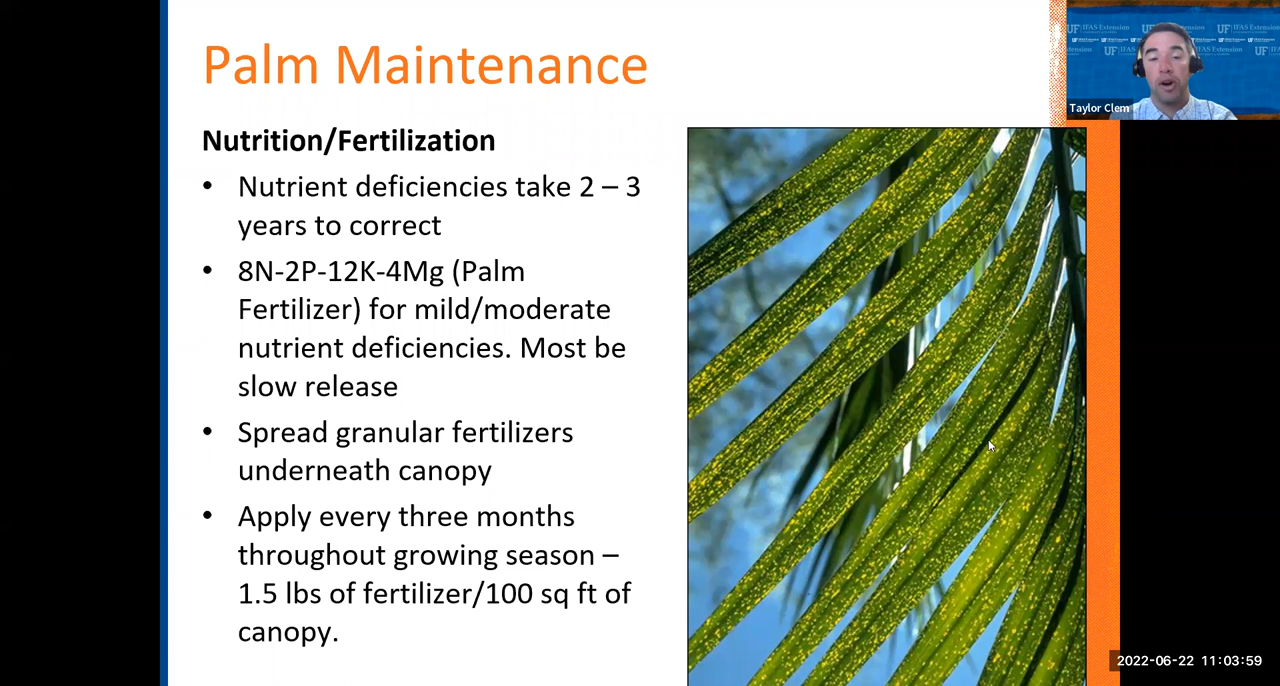 Palm Maintenance
Nutrition/Fertilization
• Nutrient deficiencies take 2 – 3
years to correct
• 8N-2P-12K-4Mg (Palm
Fertilizer) for mild/moderate
nutrient deficiencies. Most be
slow release
• Spread granular fertilizers
underneath canopy
• Apply every three months
throughout growing season –
1.5 lbs of fertilizer/100 sq ft of
canopy.
UF IFAS Extension
Taylor Clem
2022-06-22 11:03:59